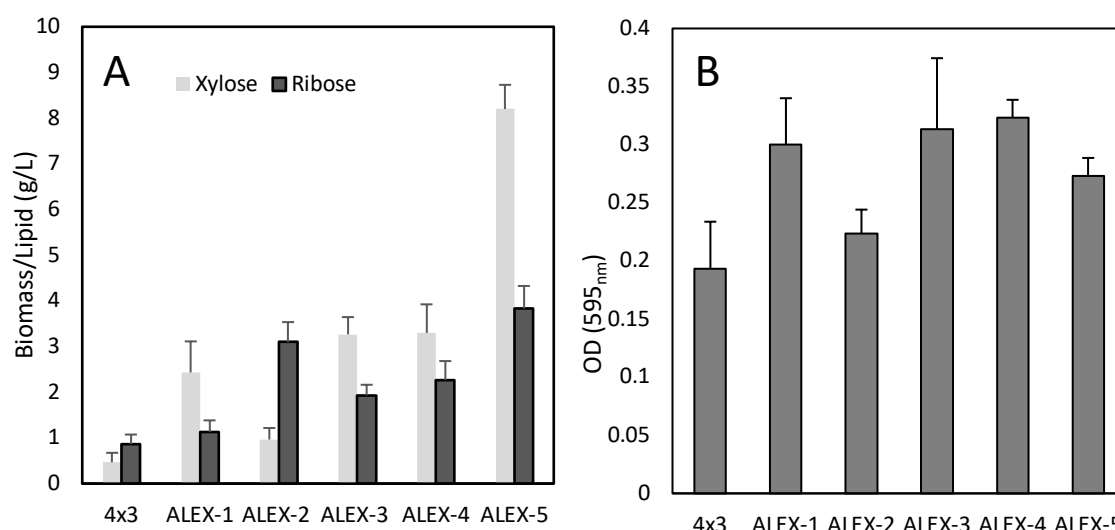 A
Xylose Ribose
Biomass/Lipid (g/L)
10
9
8
7
6
5
4
3
2
1
0
4x3 ALEX-1 ALEX-2 ALEX-3 ALEX-4 ALEX-5
B
OD (595nm)
0.4
0.35
0.3
0.25
0.2
0.15
0.1
0.05
0
4x3 ALEX-1 ALEX-2 ALEX-3 ALEX-4 ALEX-5